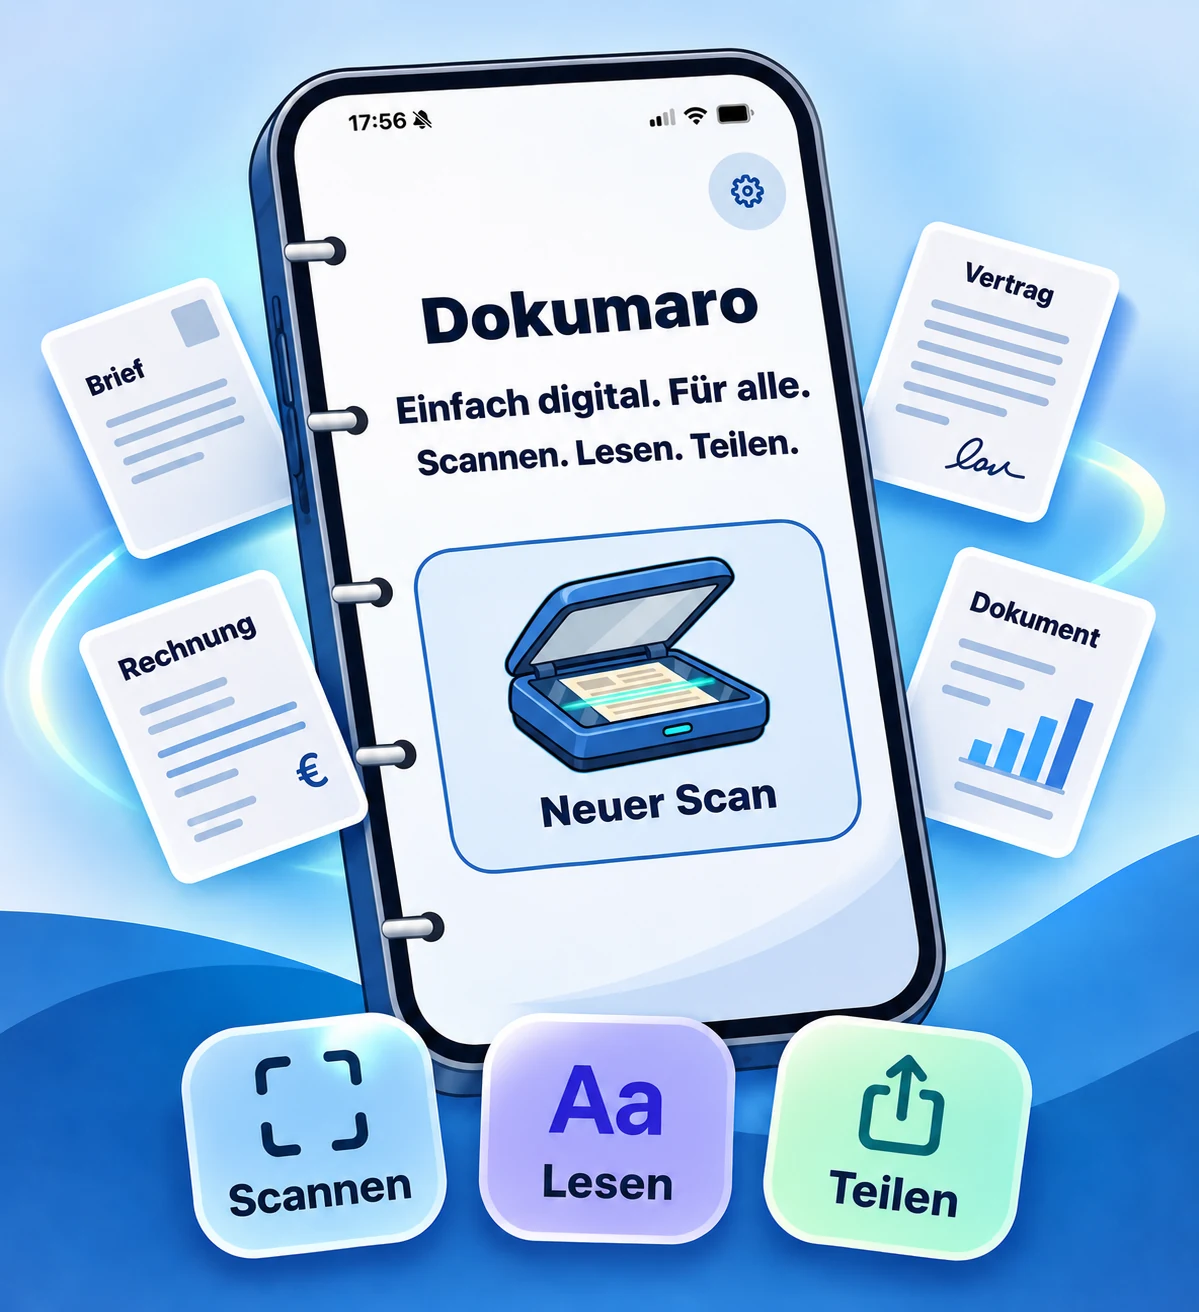 17:56
Dokumaro
Einfach digital. Für alle.
Scannen. Lesen. Teilen.
Neuer Scan
Brief
Rechnung
€
Vertrag
Dokument
Scannen
Aa
Lesen
Teilen